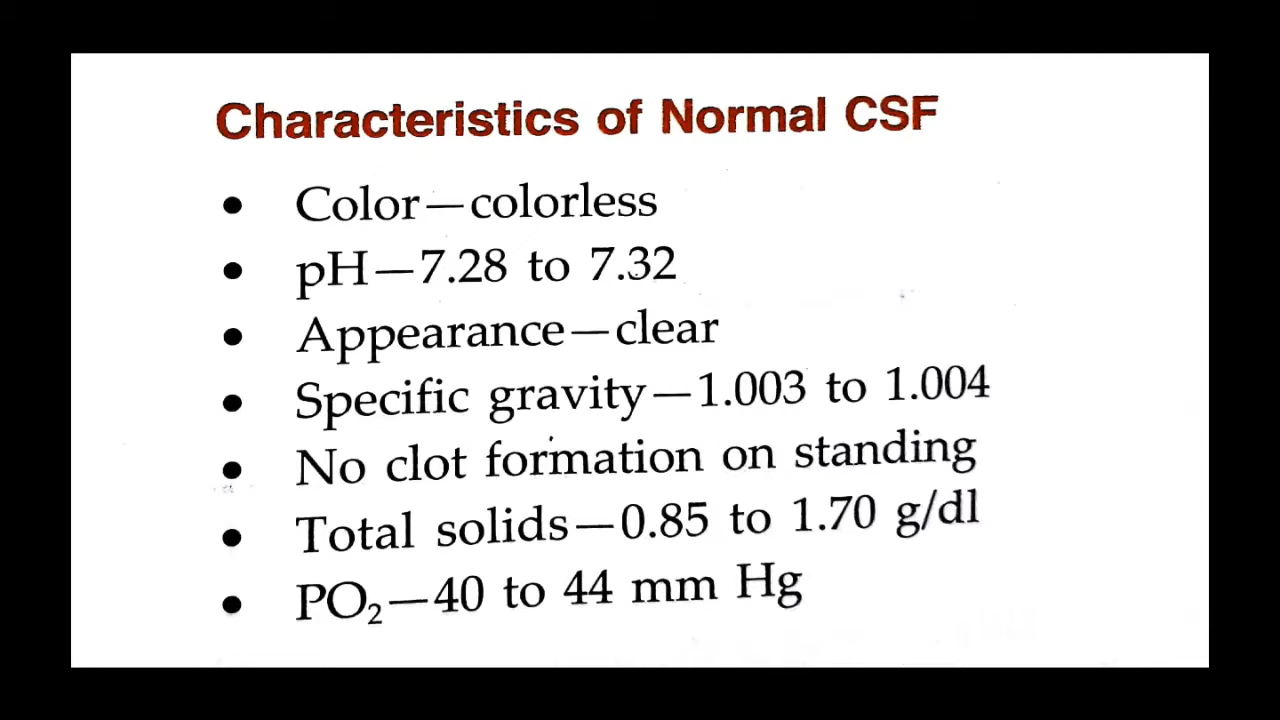 Characteristics of Normal CSF
• Color—colorless
• pH—7.28 to 7.32
• Appearance—clear
• Specific gravity—1.003 to 1.004
• No clot formation on standing
• Total solids—0.85 to 1.70 g/dl
• PO₂—40 to 44 mm Hg